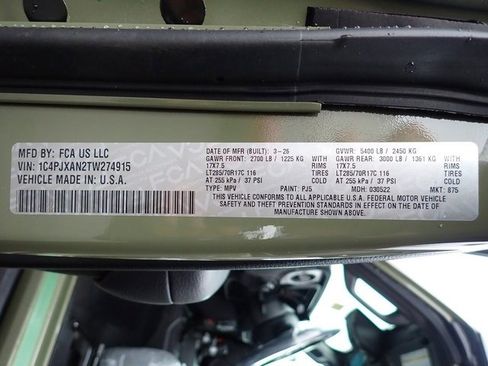 MFD BY: FCA US LLC
VIN: 1C4PJXAN2TW274915
VEHICLE MADE IN: U.S.A.
DATE OF MFR (BUILT): 3-26
GAWR FRONT: 2700 LB / 1225 KG WITH
17X7.5 RIMS
LT285/70R17C 116 TIRES
AT 255 kPa / 37 PSI COLD
TYPE: MPV PAINT: PJ5
GVWR: 5400 LB / 2450 KG
GAWR REAR: 3000 LB / 1361 KG WITH
17X7.5 RIMS
LT285/70R17C 116 TIRES
AT 255 kPa / 37 PSI COLD
MDH: 030522 MKT: 875
THIS VEHICLE CONFORMS TO ALL APPLICABLE U.S.A. FEDERAL MOTOR VEHICLE
SAFETY AND THEFT PREVENTION STANDARDS IN EFFECT ON THE DATE OF
MANUFACTURE SHOWN ABOVE.